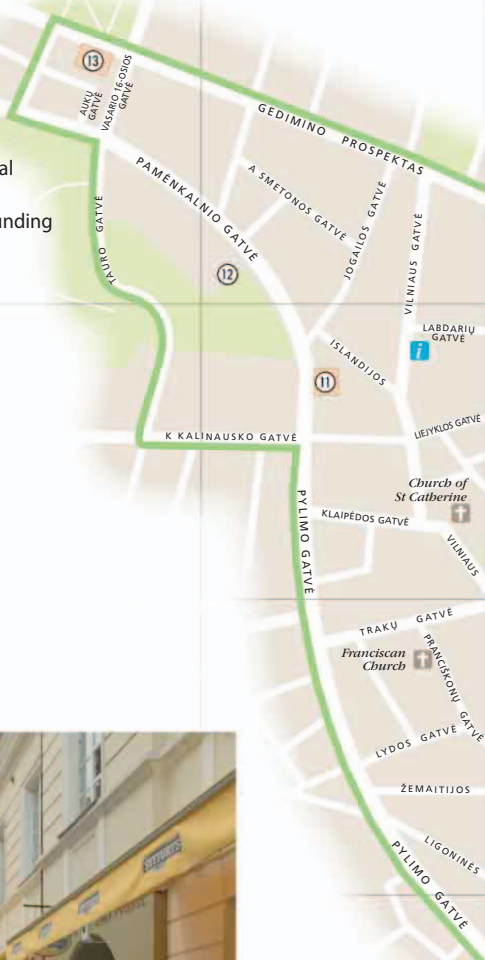 13
AUKŲ
GATVĖ
VASARIO 16-OSIOS
GATVĖ
GEDIMINO PROSPEKTAS
al
unding
PAMĖNKALNIO GATVĖ
A SMETONOS GATVĖ
JOGAILOS GATVĖ
VILNIAUS GATVĖ
TAURO GATVĖ
12
LABDARIŲ
GATVĖ
i
ISLANDIJOS
11
K KALINAUSKO GATVĖ
LIEJYKLOS GATVĖ
Church of
St Catherine
PYLIMO GATVĖ
KLAIPĖDOS GATVĖ
VILNIAUS
TRAKŲ GATVĖ
Franciscan
Church
PRANCIŠKONŲ GATVĖ
LYDOS GATVĖ
ŽEMAITIJOS
LIGONINĖS
PYLIMO GATVĖ